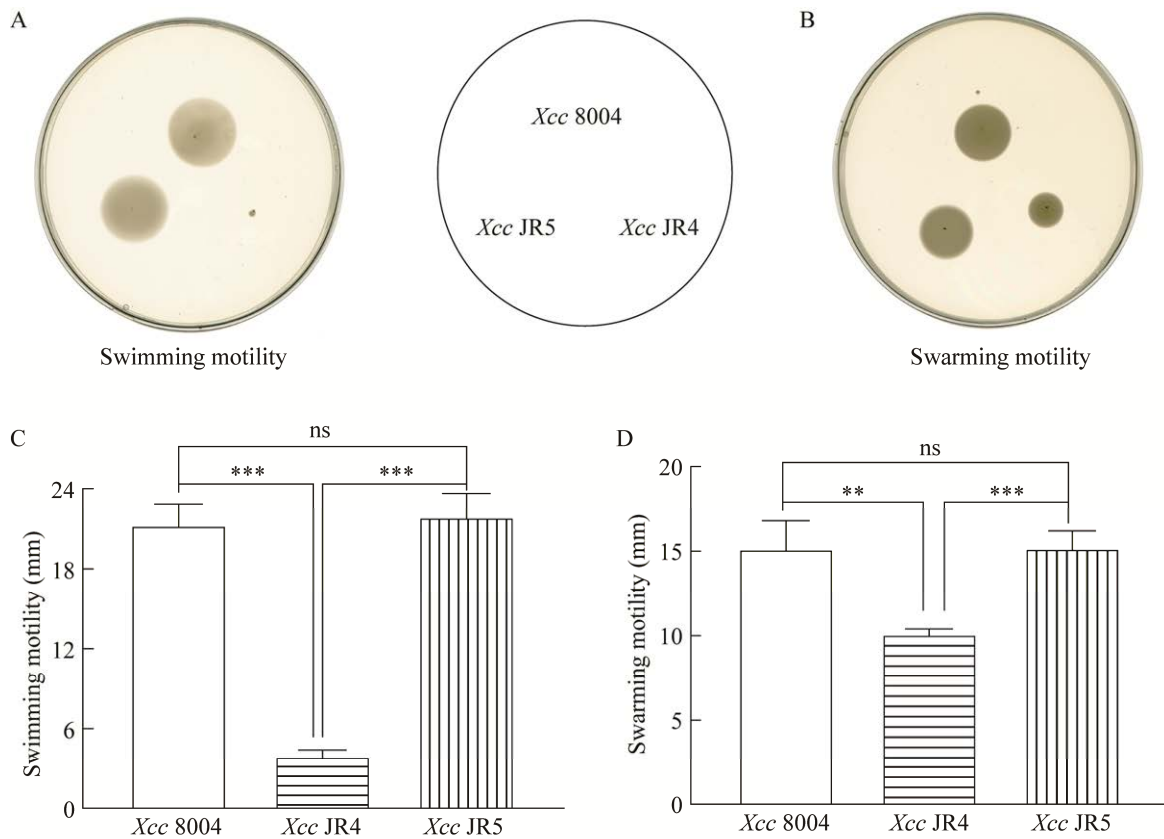 A
B
Xcc 8004
Xcc JR5
Xcc JR4
Swimming motility
Swarming motility
C
ns
***
***
24
18
12
6
0
Swimming motility (mm)
Xcc 8004
Xcc JR4
Xcc JR5
D
ns
**
***
20
15
10
5
0
Swarming motility (mm)
Xcc 8004
Xcc JR4
Xcc JR5